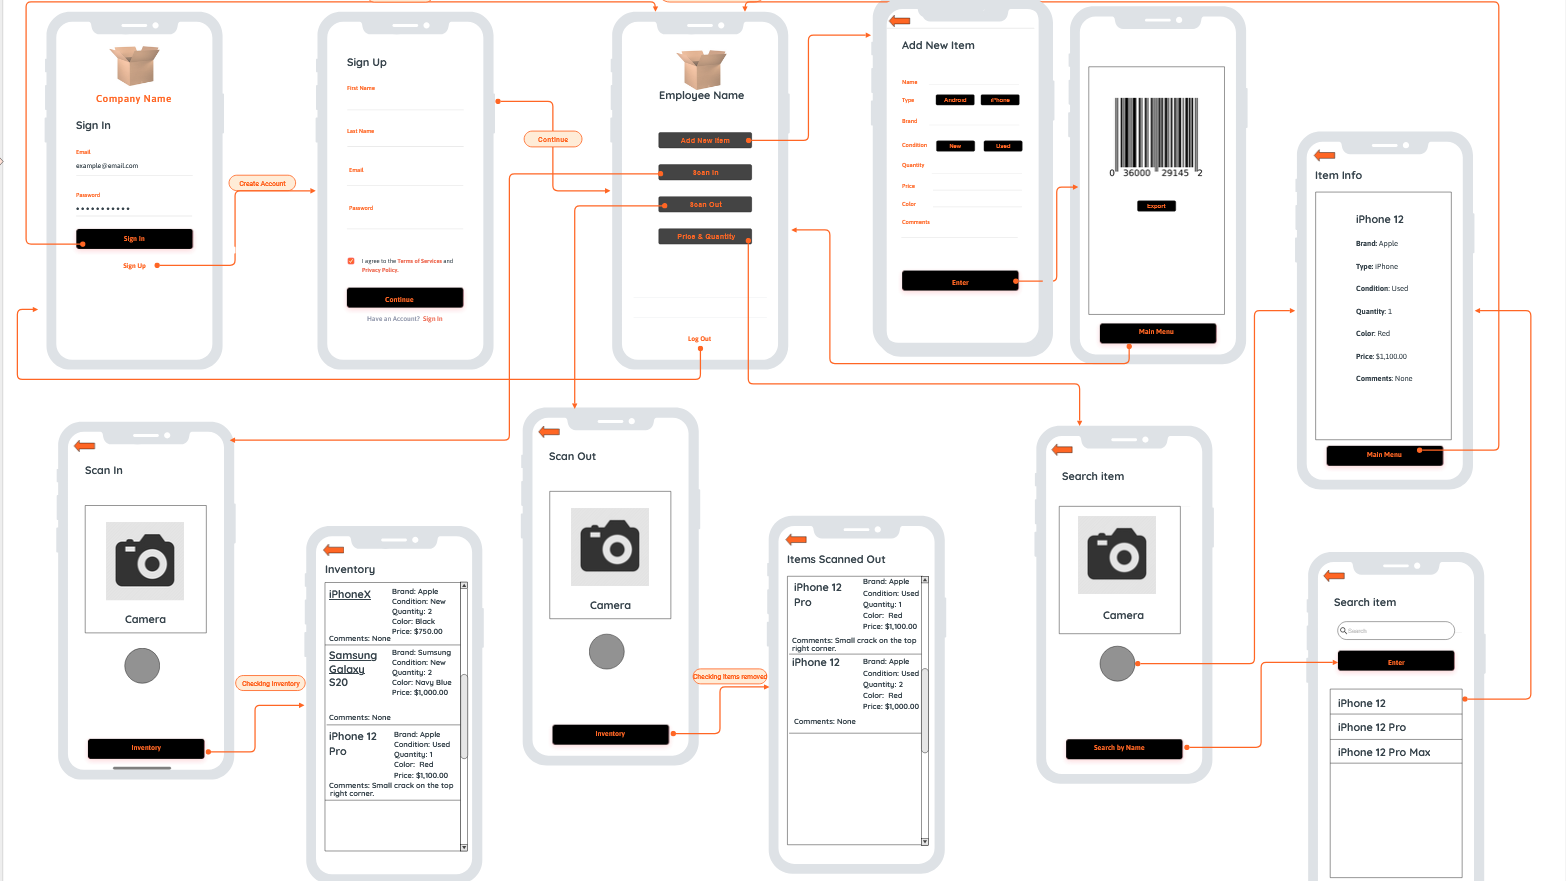 Company Name
Sign In
Email
example@email.com
Password
Sign In
Sign Up
Create Account
Sign Up
First Name
Last Name
Email
Password
I agree to the Terms of Services and
Privacy Policy.
Continue
Have an Account? Sign In
Continue
Employee Name
Add New Item
Scan In
Scan Out
Price & Quantity
Log Out
Add New Item
Name
Type Android iPhone
Brand
Condition New Used
Quantity
Price
Color
Comments
Enter
0 36000 29145 2
Export
Main Menu
Item Info
iPhone 12
Brand: Apple
Type: iPhone
Condition: Used
Quantity: 1
Color: Red
Price: $1,100.00
Comments: None
Main Menu
Scan In
Camera
Inventory
Checking Inventory
Inventory
iPhoneX
Brand: Apple
Condition: New
Quantity: 2
Color: Black
Price: $750.00
Comments: None
Samsung
Galaxy
S20
Brand: Sumsung
Condition: New
Quantity: 2
Color: Navy Blue
Price: $1,000.00
Comments: None
iPhone 12
Pro
Brand: Apple
Condition: Used
Quantity: 1
Color: Red
Price: $1,100.00
Comments: Small crack on the top
right corner.
Scan Out
Camera
Inventory
Checking items removed
Items Scanned Out
iPhone 12
Pro
Brand: Apple
Condition: Used
Quantity: 1
Color: Red
Price: $1,100.00
Comments: Small crack on the top
right corner.
iPhone 12
Brand: Apple
Condition: Used
Quantity: 2
Color: Red
Price: $1,000.00
Comments: None
Search item
Camera
Search by Name
Search item
Search
Enter
iPhone 12
iPhone 12 Pro
iPhone 12 Pro Max